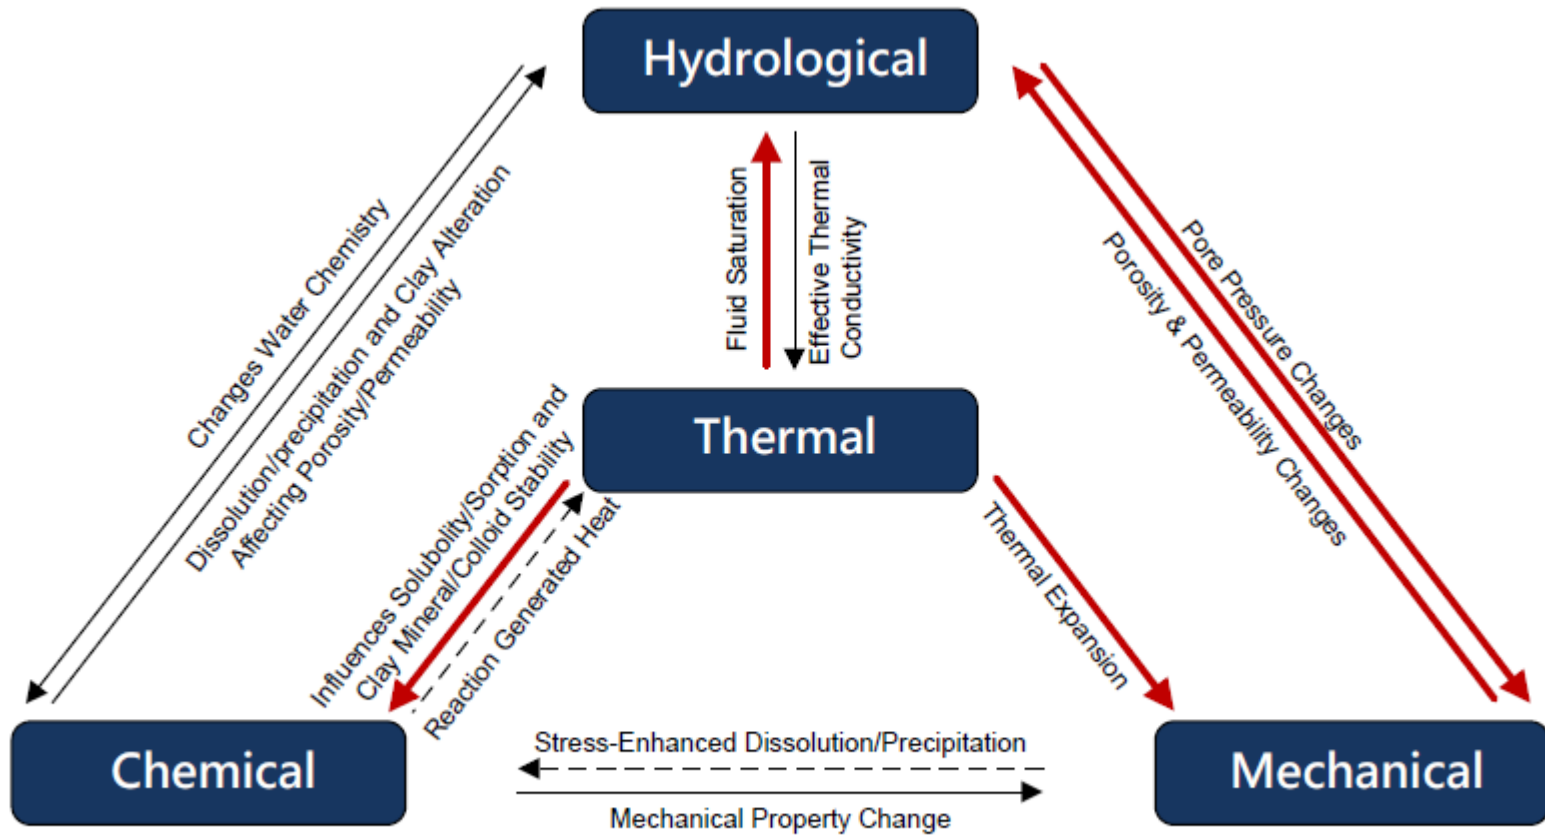 Hydrological
Changes Water Chemistry
Dissolution/precipitation and Clay Alteration
Affecting Porosity/Permeability
Fluid Saturation
Effective Thermal
Conductivity
Pore Pressure Changes
Porosity & Permeability Changes
Thermal
Influences Solubolity/Sorption and
Clay Mineral/Colloid Stability
Reaction Generated Heat
Thermal Expansion
Chemical
Stress-Enhanced Dissolution/Precipitation
Mechanical Property Change
Mechanical